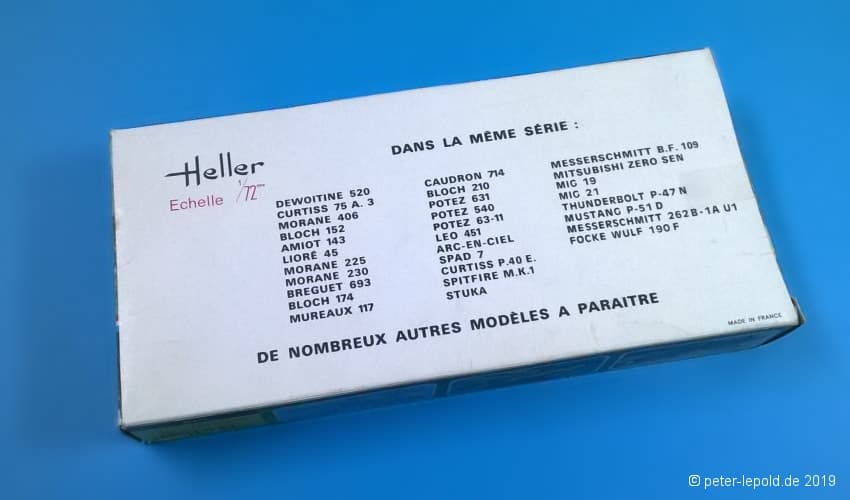 DANS LA MÊME SÉRIE :
Heller
Echelle 1/72ème
DEWOITINE 520
CURTISS 75 A. 3
MORANE 406
BLOCH 152
AMIOT 143
LIORÉ 45
MORANE 225
MORANE 230
BREGUET 693
BLOCH 174
MUREAUX 117
CAUDRON 714
BLOCH 210
POTEZ 631
POTEZ 540
POTEZ 63-11
LEO 451
ARC-EN-CIEL
SPAD 7
CURTISS P.40 E.
SPITFIRE M.K.1
STUKA
MESSERSCHMITT B.F. 109
MITSUBISHI ZERO SEN
MIG 19
MIG 21
THUNDERBOLT P-47 N
MUSTANG P-51 D
MESSERSCHMITT 262 B-1A U1
FOCKE WULF 190 F
DE NOMBREUX AUTRES MODÈLES A PARAITRE
MADE IN FRANCE
© peter-lepold.de 2019